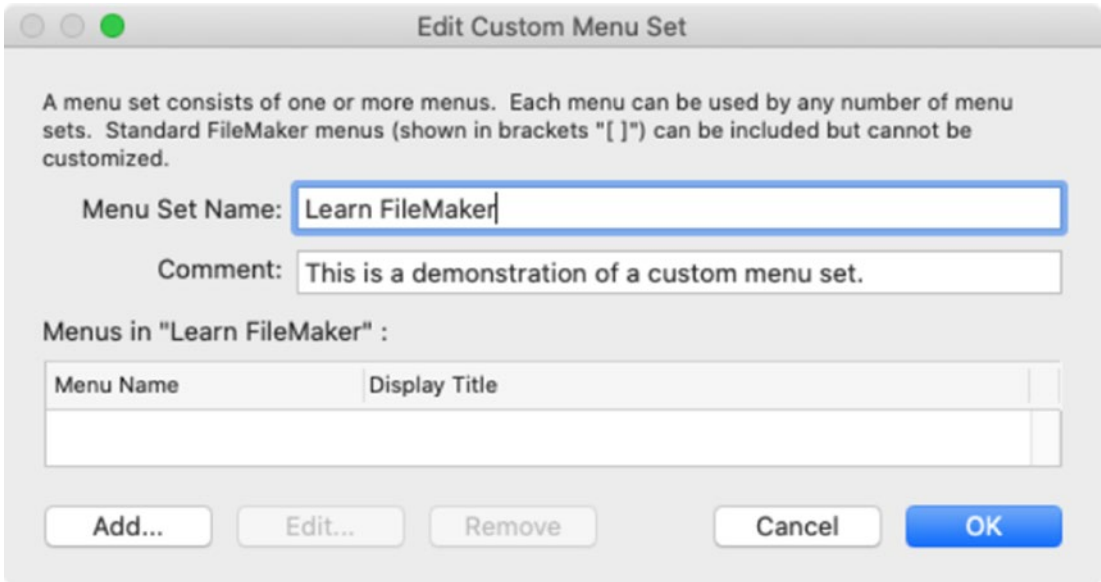 Edit Custom Menu Set
A menu set consists of one or more menus.  Each menu can be used by any number of menu
sets.  Standard FileMaker menus (shown in brackets "[ ]") can be included but cannot be
customized.
Menu Set Name: Learn FileMaker
Comment: This is a demonstration of a custom menu set.
Menus in "Learn FileMaker" :
Menu Name Display Title
Add... Edit... Remove Cancel OK